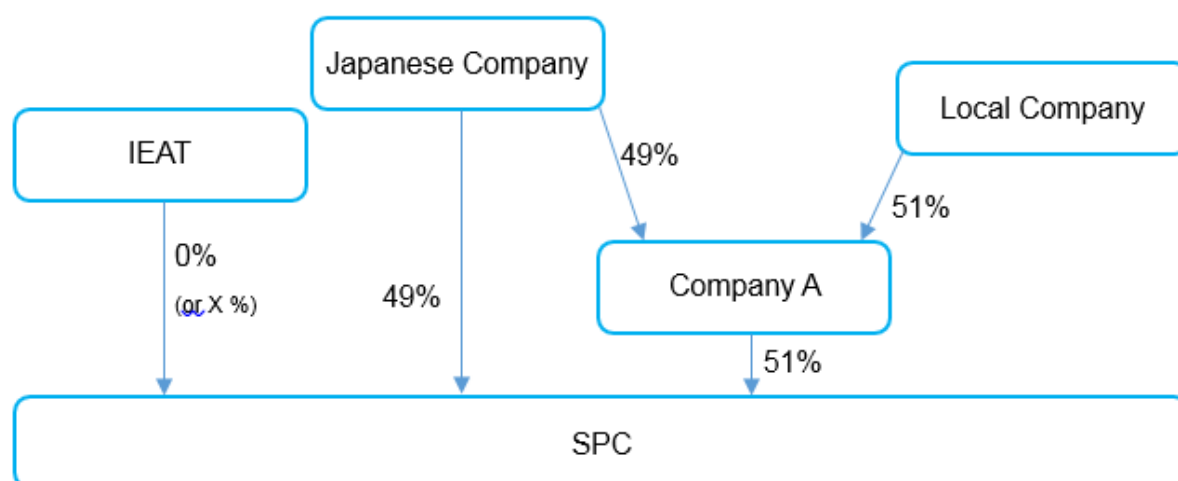 Japanese Company
Local Company
IEAT
49%
51%
0%
(or X %)
49%
Company A
51%
SPC